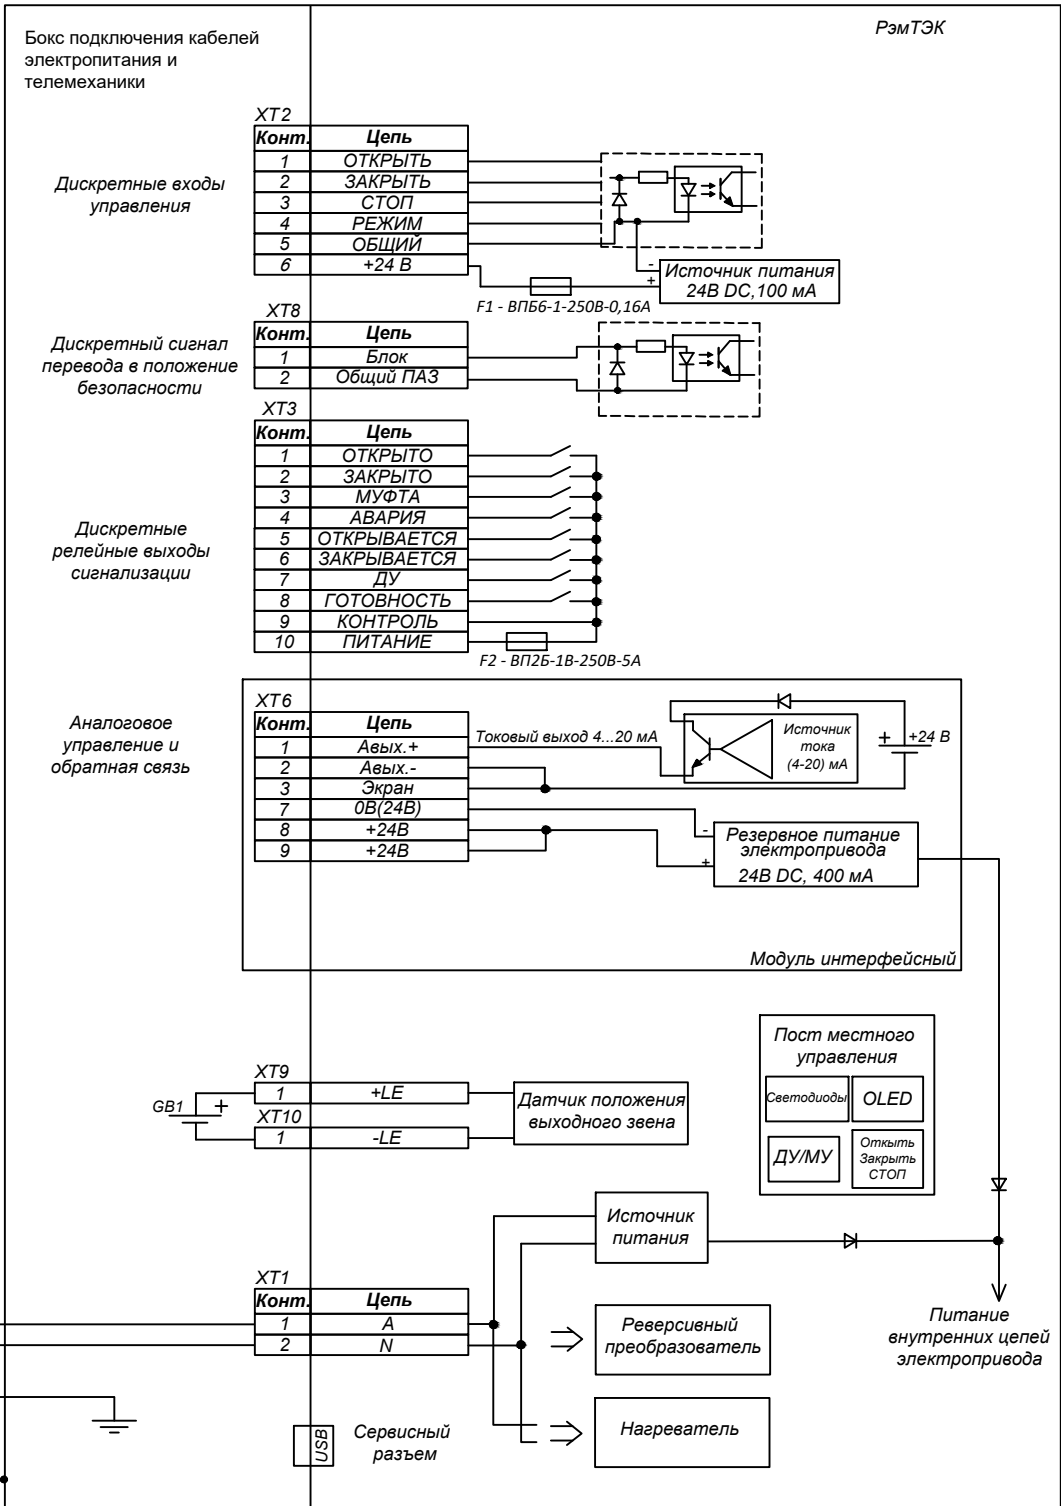 Бокс подключения кабелей
электропитания и
телемеханики
РэмТЭК
XT2
Конт. Цепь
Дискретные входы
управления
1 ОТКРЫТЬ
2 ЗАКРЫТЬ
3 СТОП
4 РЕЖИМ
5 ОБЩИЙ
6 +24 В
-
+
Источник питания
24В DC,100 мА
F1 - ВПБ6-1-250В-0,16А
XT8
Конт. Цепь
Дискретный сигнал
перевода в положение
безопасности
1 Блок
2 Общий ПАЗ
XT3
Конт. Цепь
Дискретные
релейные выходы
сигнализации
1 ОТКРЫТО
2 ЗАКРЫТО
3 МУФТА
4 АВАРИЯ
5 ОТКРЫВАЕТСЯ
6 ЗАКРЫВАЕТСЯ
7 ДУ
8 ГОТОВНОСТЬ
9 КОНТРОЛЬ
10 ПИТАНИЕ
F2 - ВП2Б-1В-250В-5А
XT6
Конт. Цепь
Аналоговое
управление и
обратная связь
1 Авых.+
2 Авых.-
3 Экран
7 0В(24В)
8 +24В
9 +24В
Токовый выход 4...20 мА
Источник
тока
(4-20) мА
+ +24 В
-
+
Резервное питание
электропривода
24В DC, 400 мА
Модуль интерфейсный
Пост местного
управления
Светодиоды OLED
ДУ/МУ
Откыть
Закрыть
СТОП
XT9
1 +LE
GB1 +
XT10
1 -LE
Датчик положения
выходного звена
Источник
питания
XT1
Конт. Цепь
1 A
2 N
Реверсивный
преобразователь
Питание
внутренних цепей
электропривода
Нагреватель
USB
Сервисный
разъем